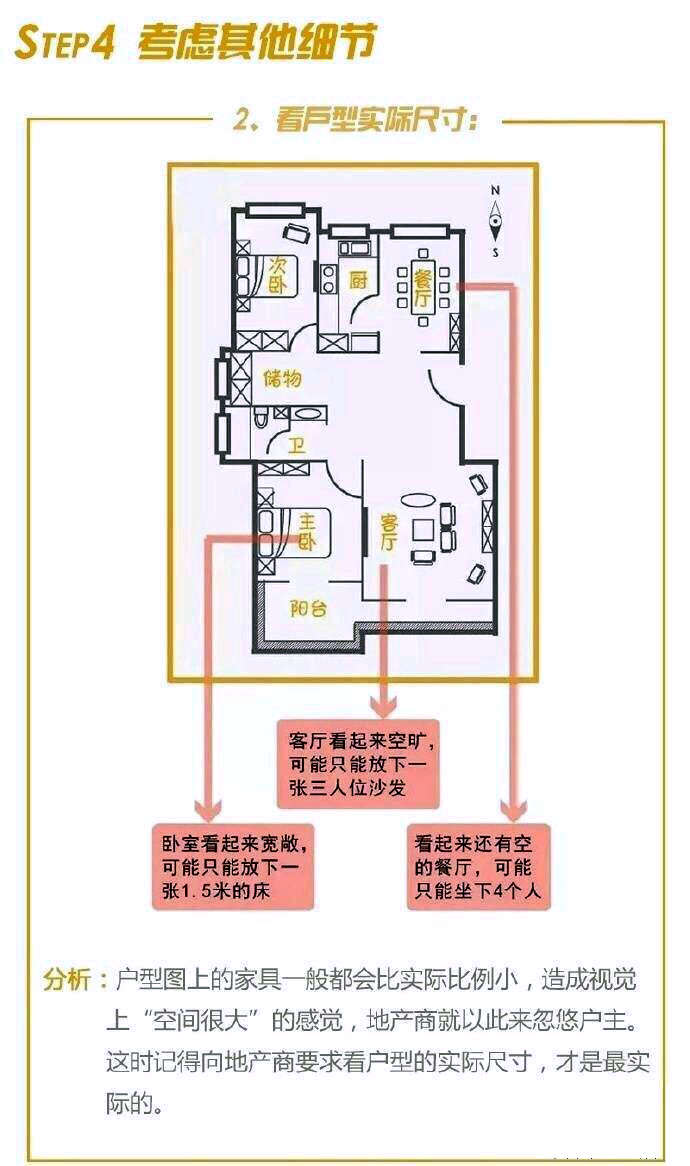 STEP4 考虑其他细节
2、看户型实际尺寸：
N
S
次卧
厨
餐厅
储物
卫
主卧
客厅
阳台
客厅看起来空旷，
可能只能放下一
张三人位沙发
卧室看起来宽敞，
可能只能放下一
张1.5米的床
看起来还有空
的餐厅，可能
只能坐下4个人
分析：户型图上的家具一般都会比实际比例小，造成视觉
上“空间很大”的感觉，地产商就以此来忽悠户主。
这时记得向地产商要求看户型的实际尺寸，才是最实
际的。